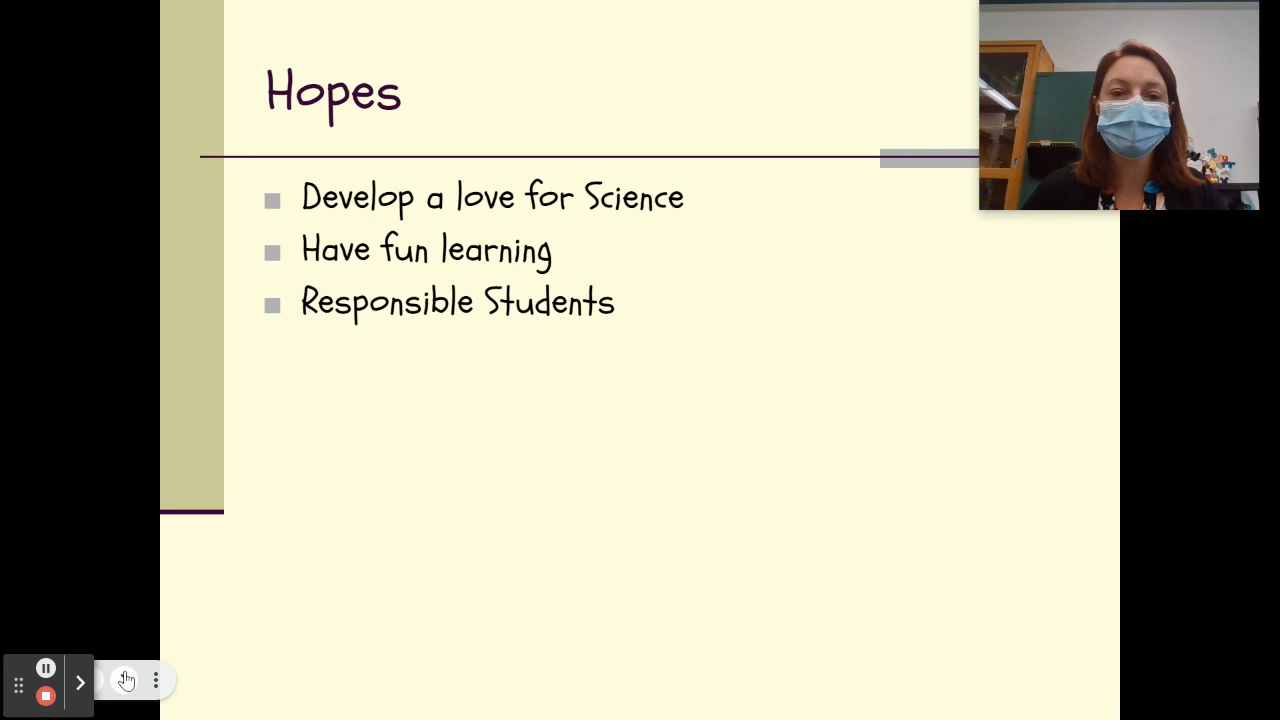 Hopes
Develop a love for Science
Have fun learning
Responsible Students